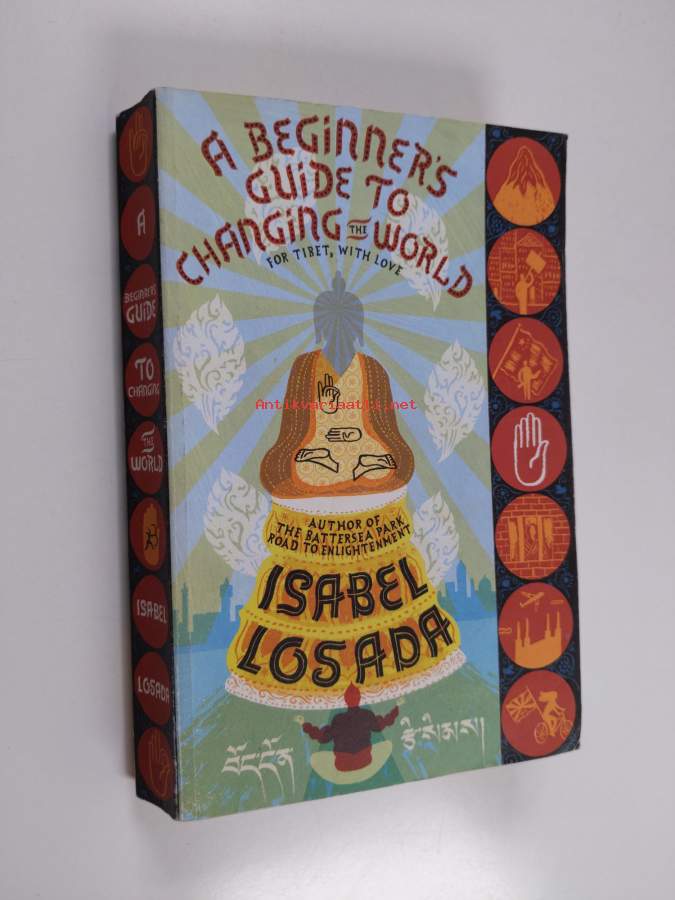 A BEGINNER'S
GUIDE TO
CHANGING THE WORLD
FOR TIBET, WITH LOVE
Antikvariaatti.net
AUTHOR OF
THE BATTERSEA PARK
ROAD TO ENLIGHTENMENT
ISABEL
LOSADA
A
BEGINNER'S
GUIDE
TO
CHANGING
THE
WORLD
ISABEL
LOSADA